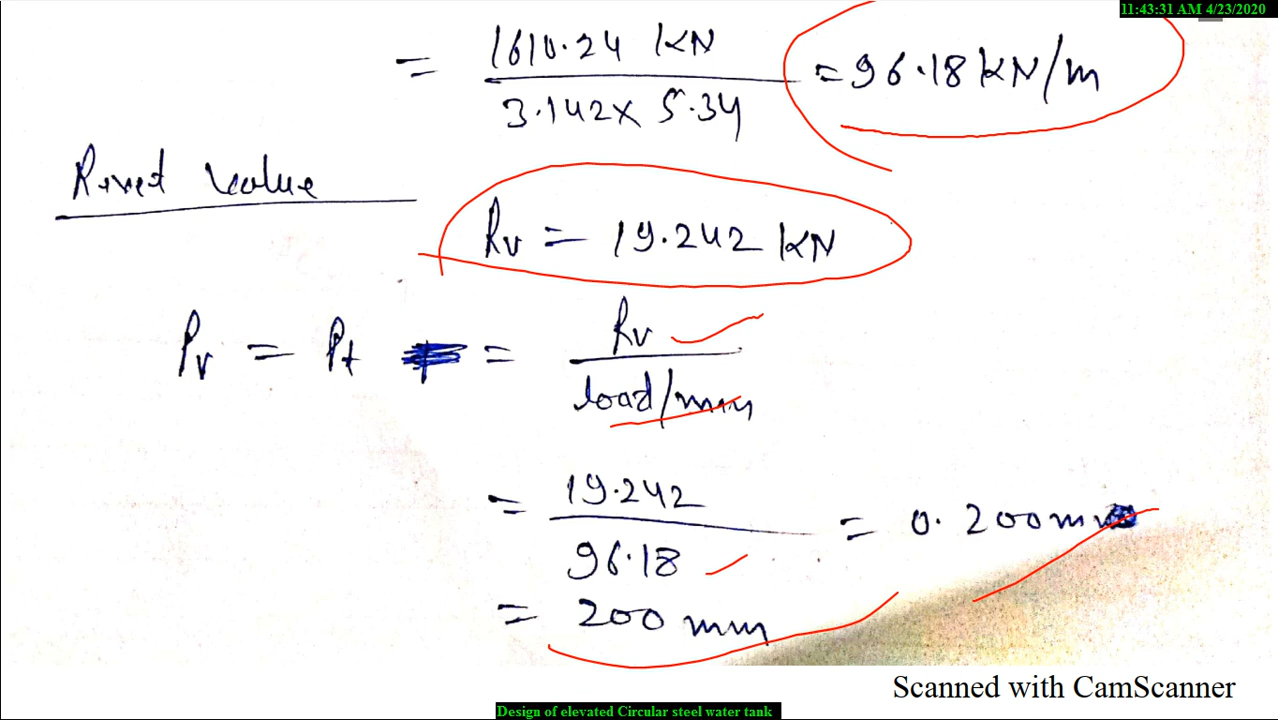 11:43:31 AM 4/23/2020
= 1610.24 KN / 3.142 x 5.34 = 96.18 KN/m
Rivet value
Rv = 19.242 KN
Pv = Pt = Rv / load/mm
= 19.242 / 96.18 = 0.200 m
= 200 mm
Scanned with CamScanner
Design of elevated Circular steel water tank